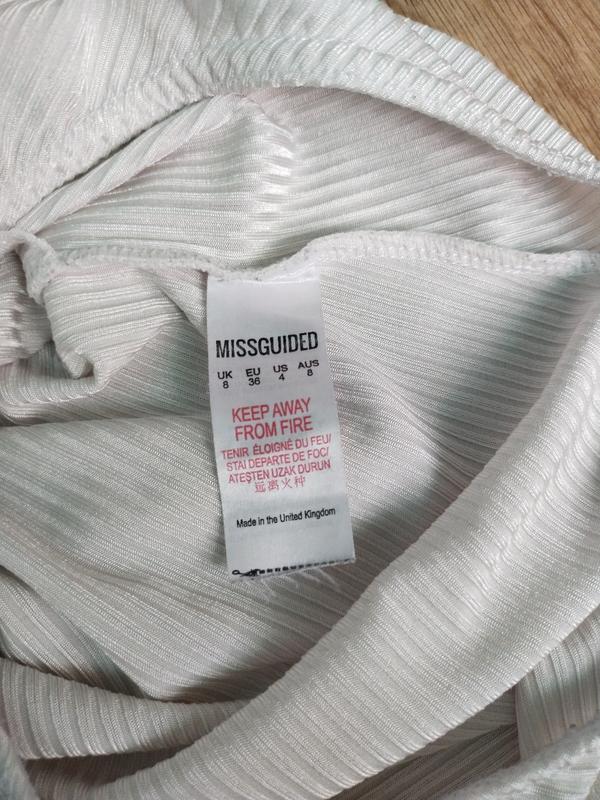 MISSGUIDED
UK EU US AUS
8 36 4 8
KEEP AWAY
FROM FIRE
TENIR ÉLOIGNÉ DU FEU/
STAI DEPARTE DE FOC/
ATEŞTEN UZAK DURUN
远离火种
Made in the United Kingdom